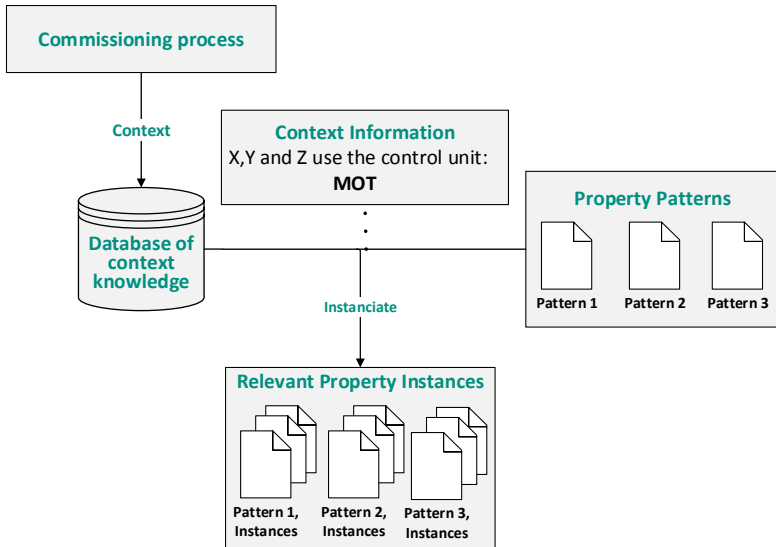 Commissioning process
Context
Context Information
X,Y and Z use the control unit:
MOT
Database of
context
knowledge
Property Patterns
Pattern 1
Pattern 2
Pattern 3
Instanciate
Relevant Property Instances
Pattern 1,
Instances
Pattern 2,
Instances
Pattern 3,
Instances